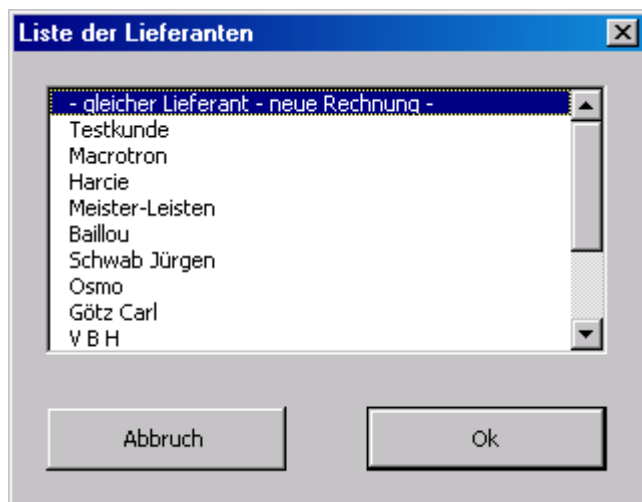 Liste der Lieferanten
- gleicher Lieferant - neue Rechnung -
Testkunde
Macrotron
Harcie
Meister-Leisten
Baillou
Schwab Jürgen
Osmo
Götz Carl
V B H
Abbruch
Ok